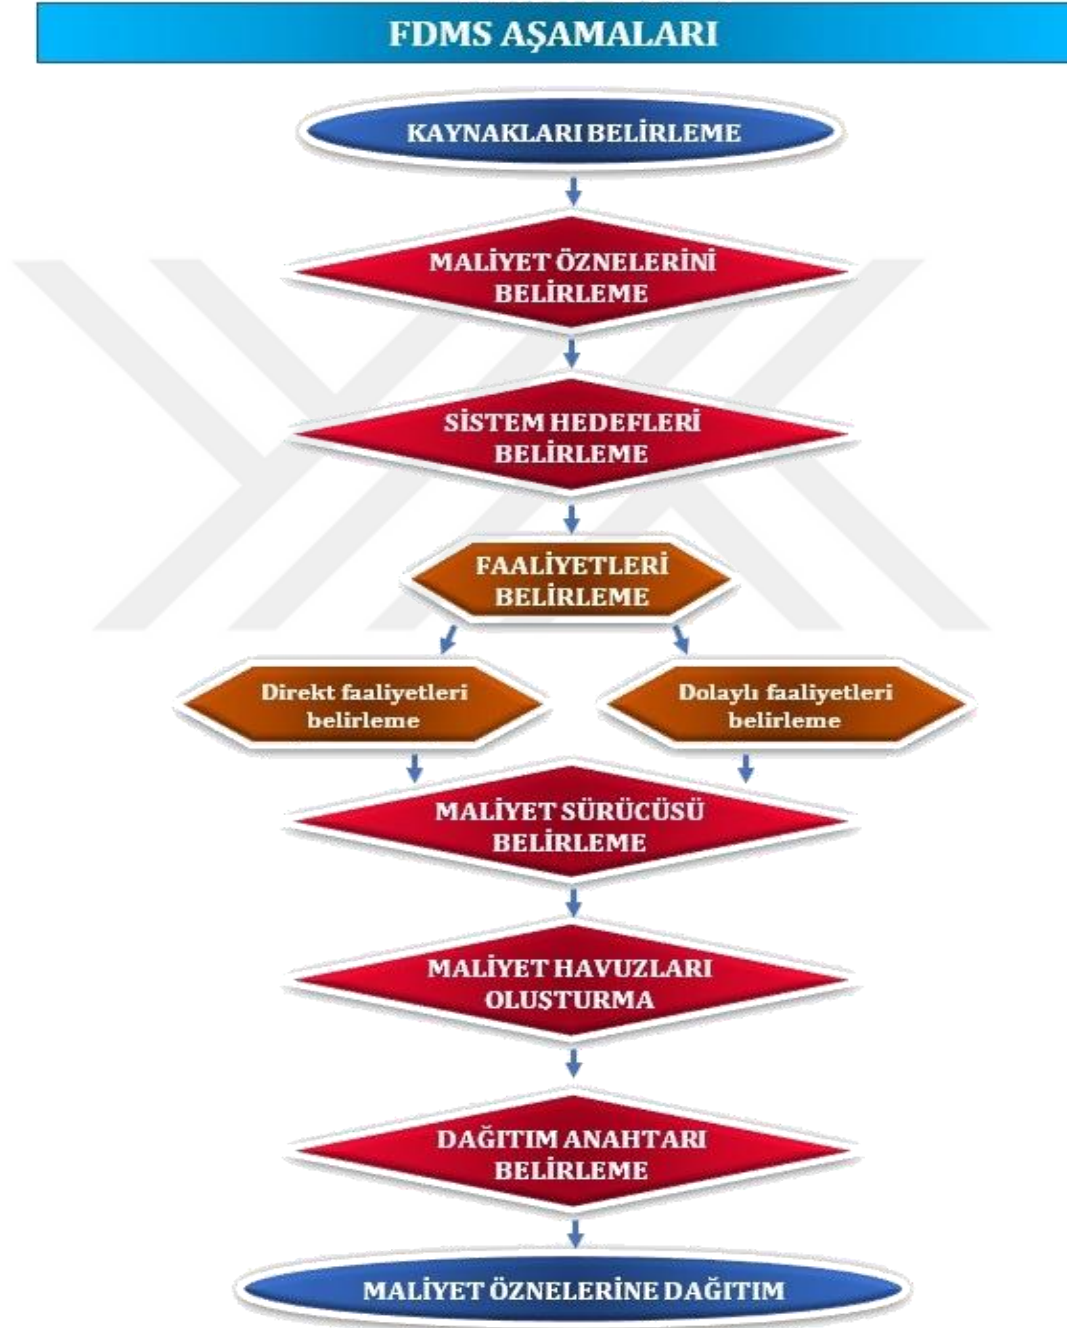 FDMS AŞAMALARI
KAYNAKLARI BELİRLEME
MALİYET ÖZNELERİNİ
BELİRLEME
SİSTEM HEDEFLERİ
BELİRLEME
FAALİYETLERİ
BELİRLEME
Direkt faaliyetleri
belirleme
Dolaylı faaliyetleri
belirleme
MALİYET SÜRÜCÜSÜ
BELİRLEME
MALİYET HAVUZLARI
OLUŞTURMA
DAĞITIM ANAHTARI
BELİRLEME
MALİYET ÖZNELERİNE DAĞITIM